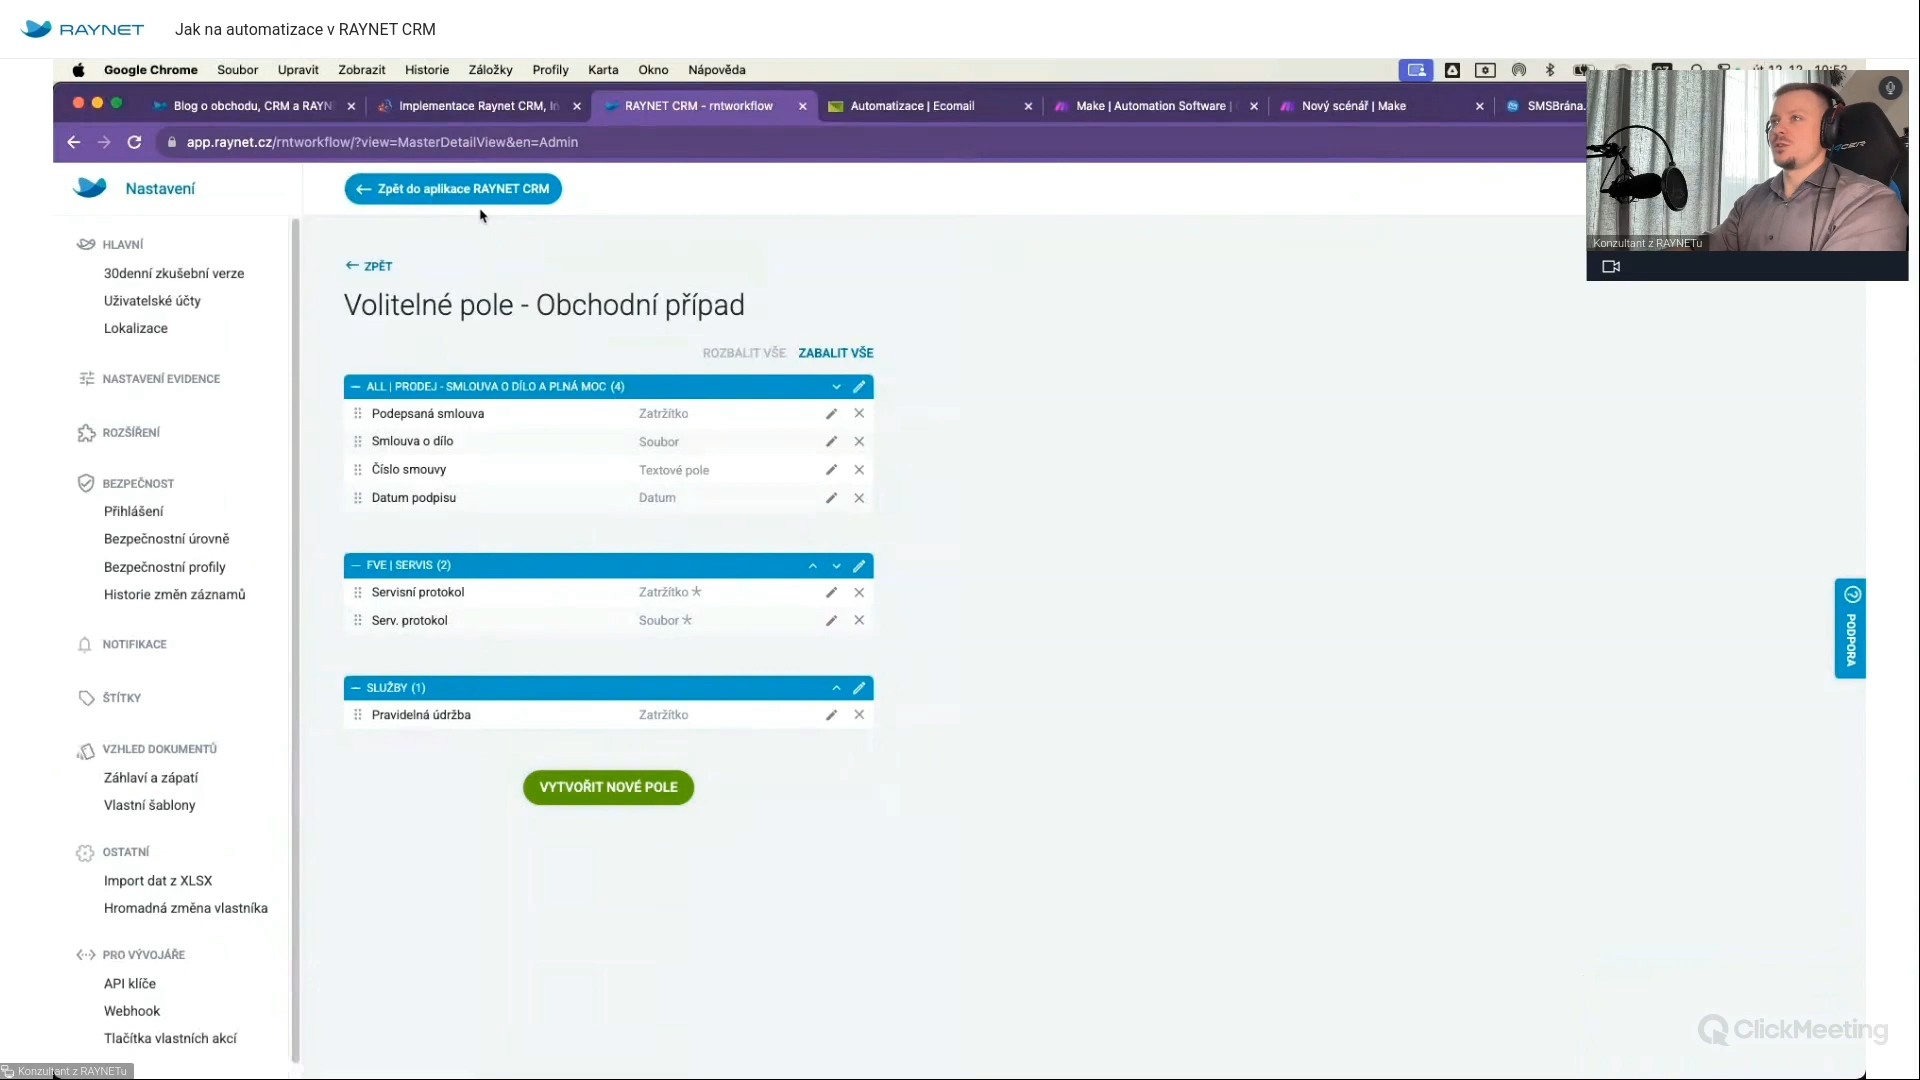 RAYNET Jak na automatizace v RAYNET CRM
Google Chrome Soubor Upravit Zobrazit Historie Záložky Profily Karta Okno Nápověda
Blog o obchodu, CRM a RAYN
Implementace Raynet CRM, In
RAYNET CRM - rntworkflow
Automatizace | Ecomail
Make | Automation Software |
Nový scénář | Make
SMSBrána.
app.raynet.cz/rntworkflow/?view=MasterDetailView&en=Admin
Konzultant z RAYNETu
Nastavení
Zpět do aplikace RAYNET CRM
HLAVNÍ
30denní zkušební verze
Uživatelské účty
Lokalizace
NASTAVENÍ EVIDENCE
ROZŠÍŘENÍ
BEZPEČNOST
Přihlášení
Bezpečnostní úrovně
Bezpečnostní profily
Historie změn záznamů
NOTIFIKACE
ŠTÍTKY
VZHLED DOKUMENTŮ
Záhlaví a zápatí
Vlastní šablony
OSTATNÍ
Import dat z XLSX
Hromadná změna vlastníka
PRO VÝVOJÁŘE
API klíče
Webhook
Tlačítka vlastních akcí
ZPĚT
Volitelné pole - Obchodní případ
ROZBALIT VŠE ZABALIT VŠE
ALL | PRODEJ - SMLOUVA O DÍLO A PLNÁ MOC (4)
Podepsaná smlouva Zatržítko
Smlouva o dílo Soubor
Číslo smouvy Textové pole
Datum podpisu Datum
FVE | SERVIS (2)
Servisní protokol Zatržítko *
Serv. protokol Soubor *
SLUŽBY (1)
Pravidelná údržba Zatržítko
VYTVOŘIT NOVÉ POLE
PODPORA
ClickMeeting
Konzultant z RAYNETu